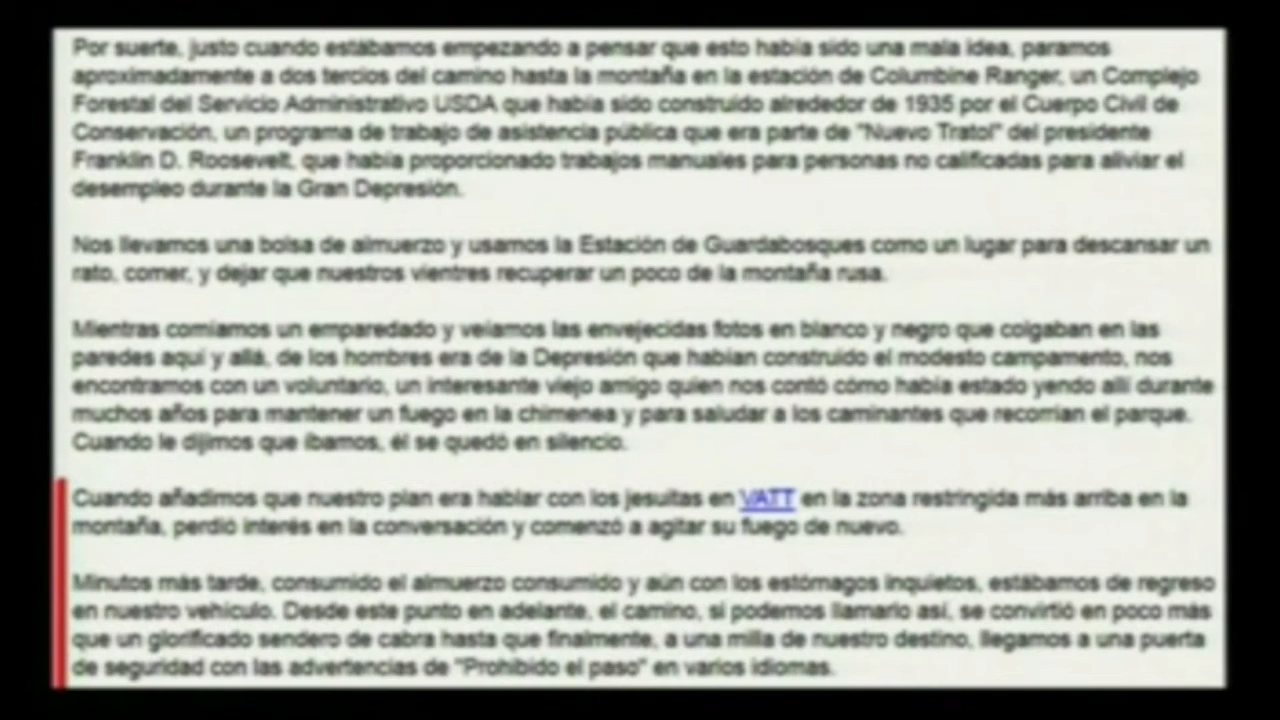 Por suerte, justo cuando estábamos empezando a pensar que esto había sido una mala idea, paramos
aproximadamente a dos tercios del camino hasta la montaña en la estación de Columbine Ranger, un Complejo
Forestal del Servicio Administrativo USDA que había sido construido alrededor de 1935 por el Cuerpo Civil de
Conservación, un programa de trabajo de asistencia pública que era parte de "Nuevo Tratol" del presidente
Franklin D. Roosevelt, que había proporcionado trabajos manuales para personas no calificadas para aliviar el
desempleo durante la Gran Depresión.
Nos llevamos una bolsa de almuerzo y usamos la Estación de Guardabosques como un lugar para descansar un
rato, comer, y dejar que nuestros vientres recuperar un poco de la montaña rusa.
Mientras comíamos un emparedado y veíamos las envejecidas fotos en blanco y negro que colgaban en las
paredes aquí y allá, de los hombres era de la Depresión que habían construido el modesto campamento, nos
encontramos con un voluntario, un interesante viejo amigo quien nos contó cómo había estado yendo allí durante
muchos años para mantener un fuego en la chimenea y para saludar a los caminantes que recorrían el parque.
Cuando le dijimos que íbamos, él se quedó en silencio.
Cuando añadimos que nuestro plan era hablar con los jesuitas en VATT en la zona restringida más arriba en la
montaña, perdió interés en la conversación y comenzó a agitar su fuego de nuevo.
Minutos más tarde, consumido el almuerzo consumido y aún con los estómagos inquietos, estábamos de regreso
en nuestro vehículo. Desde este punto en adelante, el camino, si podemos llamarlo así, se convirtió en poco más
que un glorificado sendero de cabra hasta que finalmente, a una milla de nuestro destino, llegamos a una puerta
de seguridad con las advertencias de "Prohibido el paso" en varios idiomas.